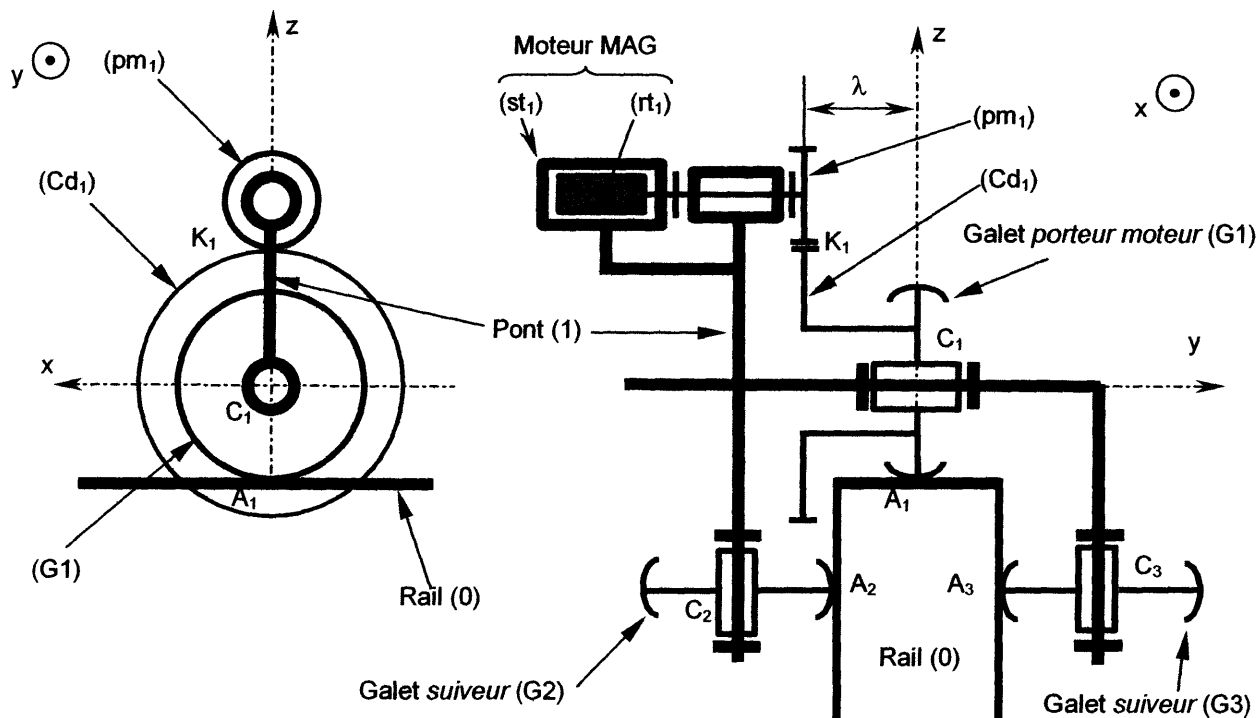 z
y
(pm₁)
(Cd₁)
K₁
x
C₁
A₁
(G1)
Rail (0)
Pont (1)
Moteur MAG
(st₁)
(rt₁)
λ
z
x
(pm₁)
(Cd₁)
K₁
Galet porteur moteur (G1)
C₁
y
A₁
A₂
A₃
C₂
C₃
Rail (0)
Galet suiveur (G2)
Galet suiveur (G3)